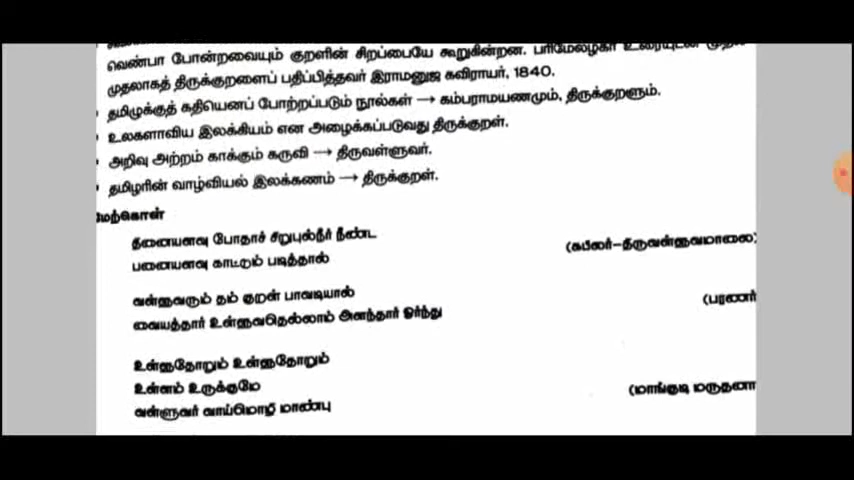 வெண்பா போன்றவையும் குறளின் சிறப்பையே கூறுகின்றன. பரிமேலழகர் உரையுடன்
முதலாகத் திருக்குறளைப் பதிப்பித்தவர் இராமனுஜ கவிராயர், 1840.
தமிழுக்குத் கதியெனப் போற்றப்படும் நூல்கள் → கம்பராமயணமும், திருக்குறளும்.
உலகளாவிய இலக்கியம் என அழைக்கப்படுவது திருக்குறள்.
அறிவு அற்றம் காக்கும் கருவி → திருவள்ளுவர்.
தமிழரின் வாழ்வியல் இலக்கணம் → திருக்குறள்.
மேற்கொள்
தினையளவு போதாச் சிறுபுல்நீர் நீண்ட
பனையளவு காட்டும் படித்தால் (கபிலர்-திருவள்ளுவமாலை)
வள்ளுவரும் தம் குறள் பாவடியால்
வையத்தார் உள்ளுவதெல்லாம் அளந்தார் ஓர்ந்து (பரணர்
உள்ளுதோறும் உள்ளுதோறும்
உள்ளம் உருக்குமே
வள்ளுவர் வாய்மொழி மாண்பு (மாங்குடி மருதனா